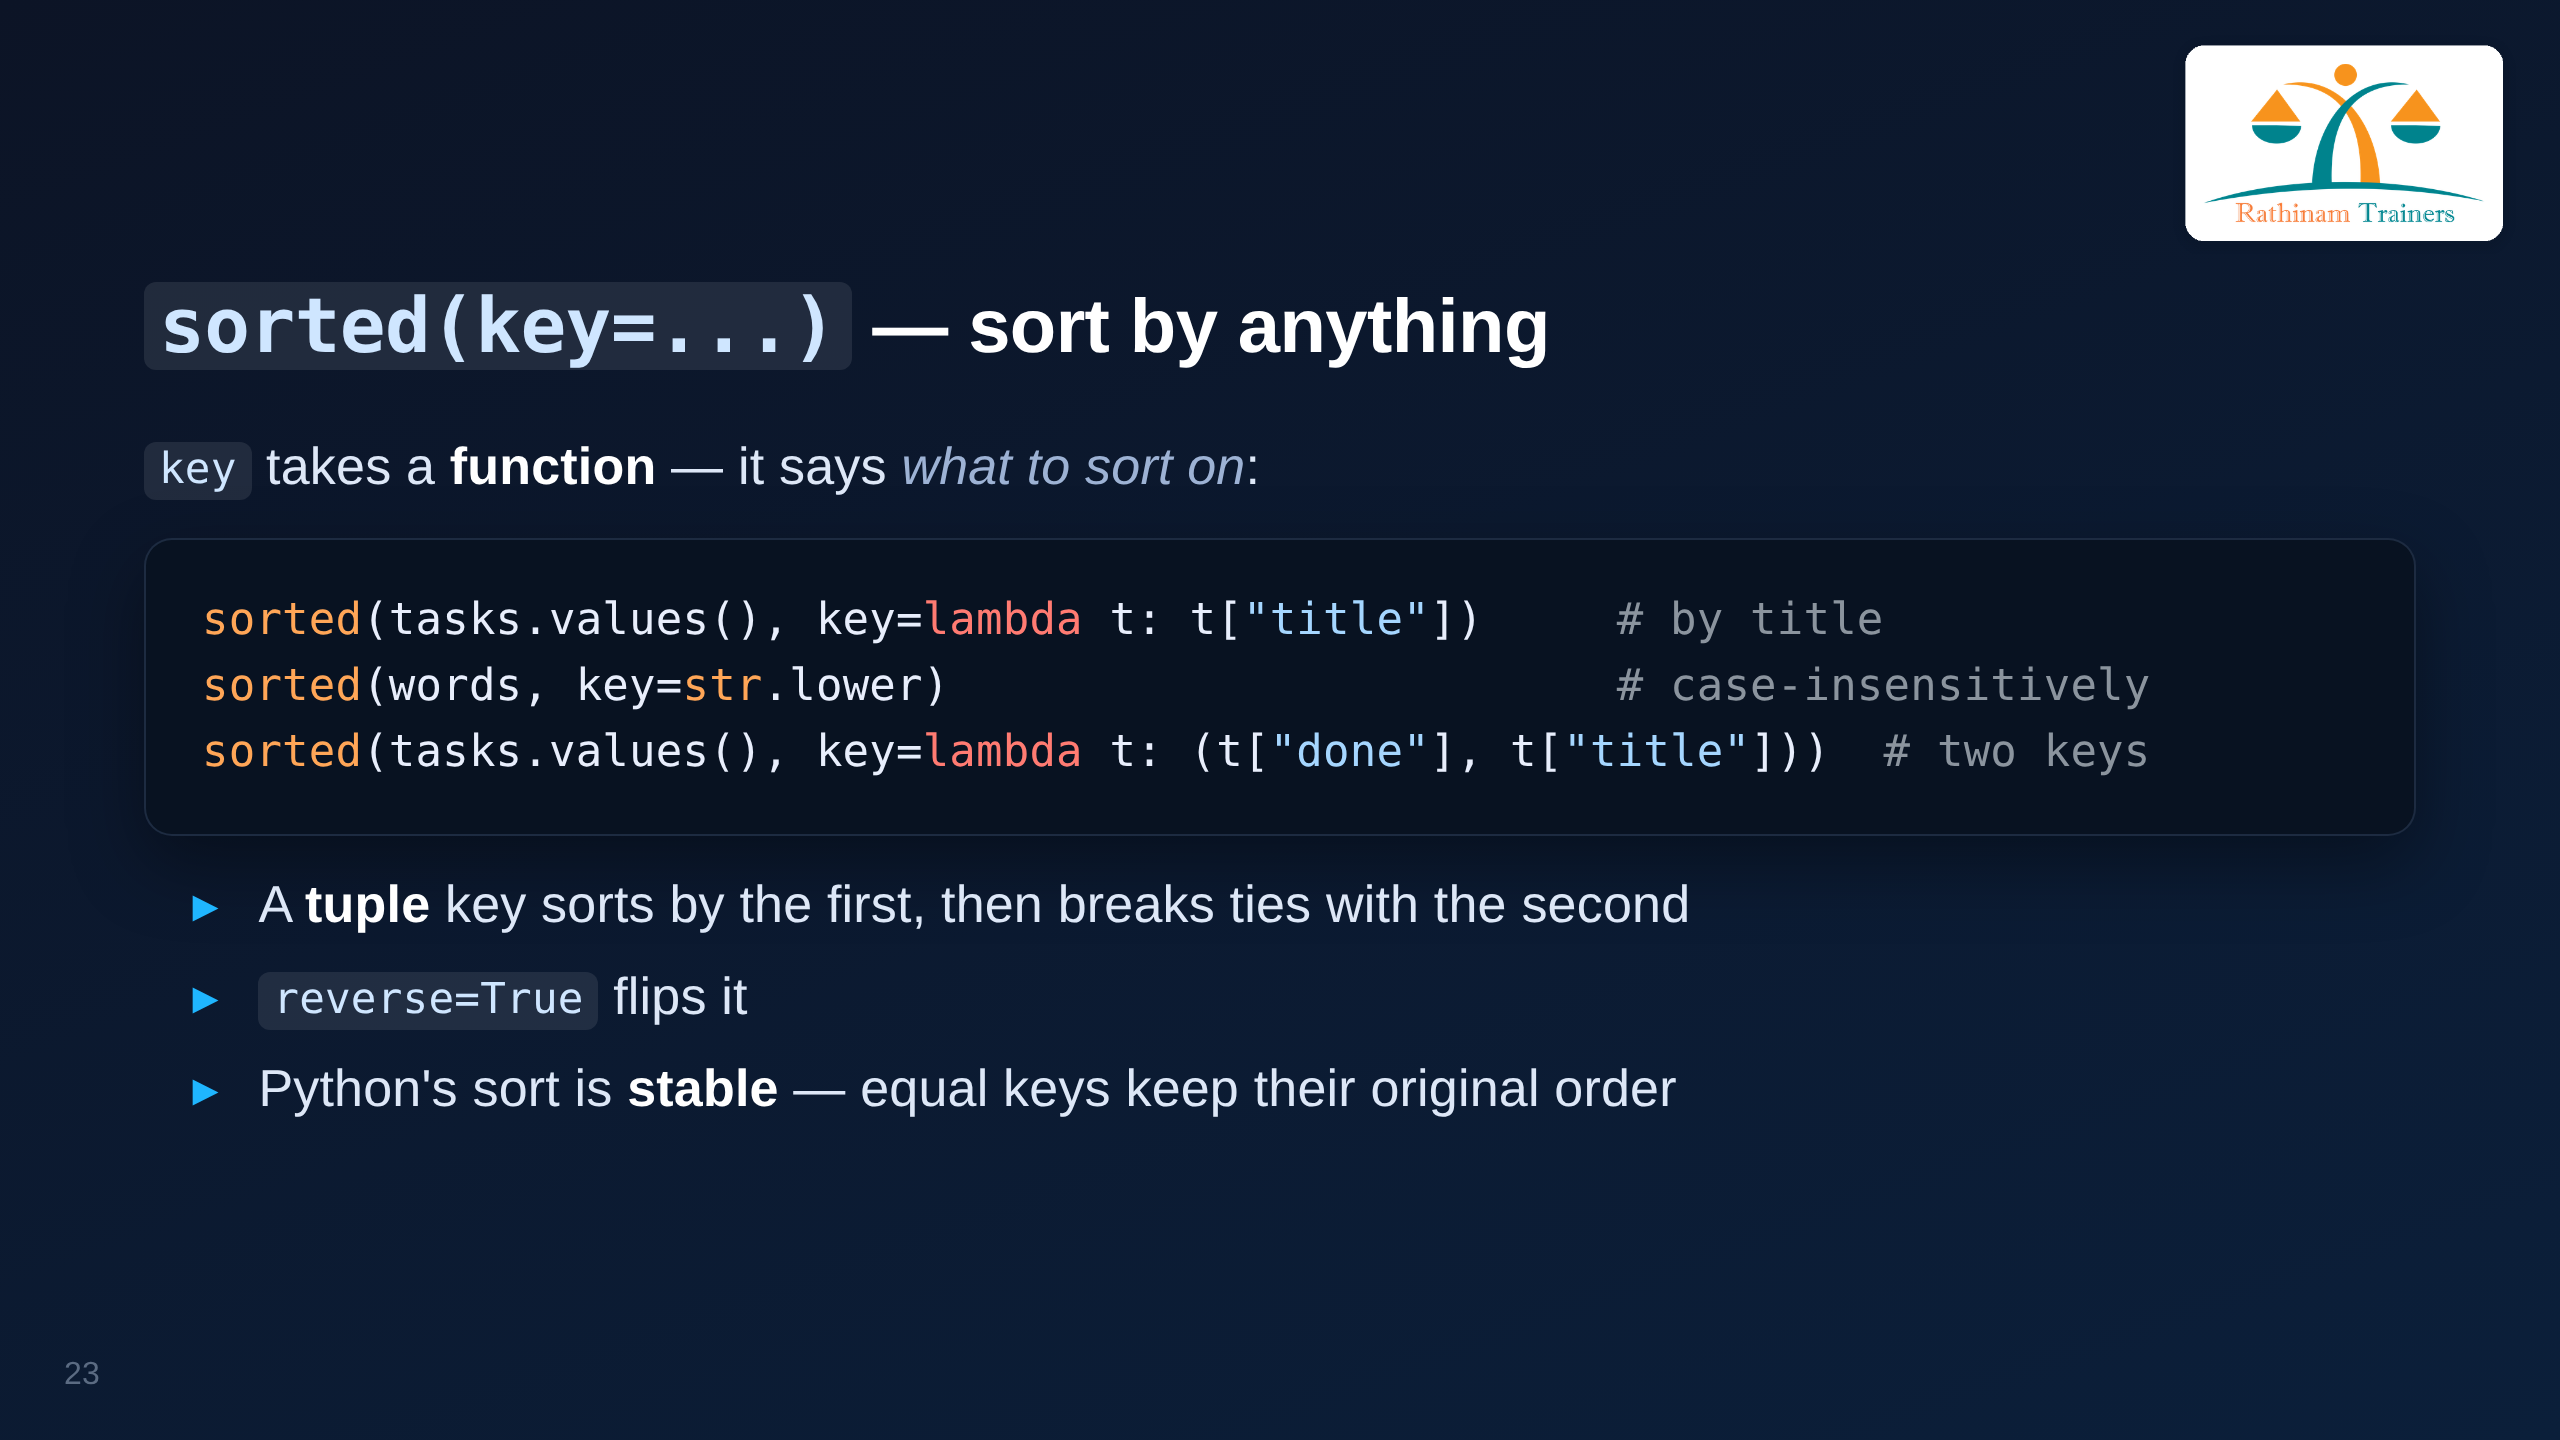 Rathinam Trainers
sorted(key=...) — sort by anything
key takes a function — it says what to sort on:
sorted(tasks.values(), key=lambda t: t["title"])     # by title
sorted(words, key=str.lower)                         # case-insensitively
sorted(tasks.values(), key=lambda t: (t["done"], t["title"]))  # two keys
► A tuple key sorts by the first, then breaks ties with the second
► reverse=True flips it
► Python's sort is stable — equal keys keep their original order
23